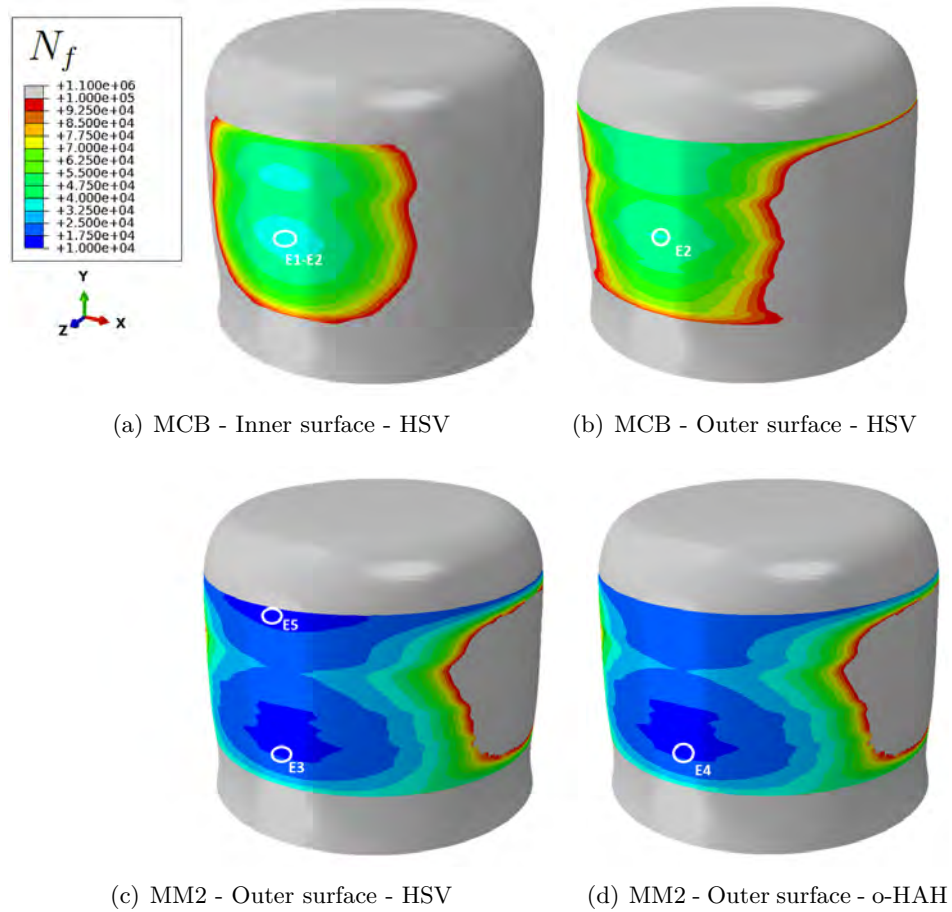 N_f
+1.100e+06
+1.000e+05
+9.250e+04
+8.500e+04
+7.750e+04
+7.000e+04
+6.250e+04
+5.500e+04
+4.750e+04
+4.000e+04
+3.250e+04
+2.500e+04
+1.750e+04
+1.000e+04
Y
Z X
E1-E2
E2
(a) MCB - Inner surface - HSV
(b) MCB - Outer surface - HSV
E5
E3
E4
(c) MM2 - Outer surface - HSV
(d) MM2 - Outer surface - o-HAH